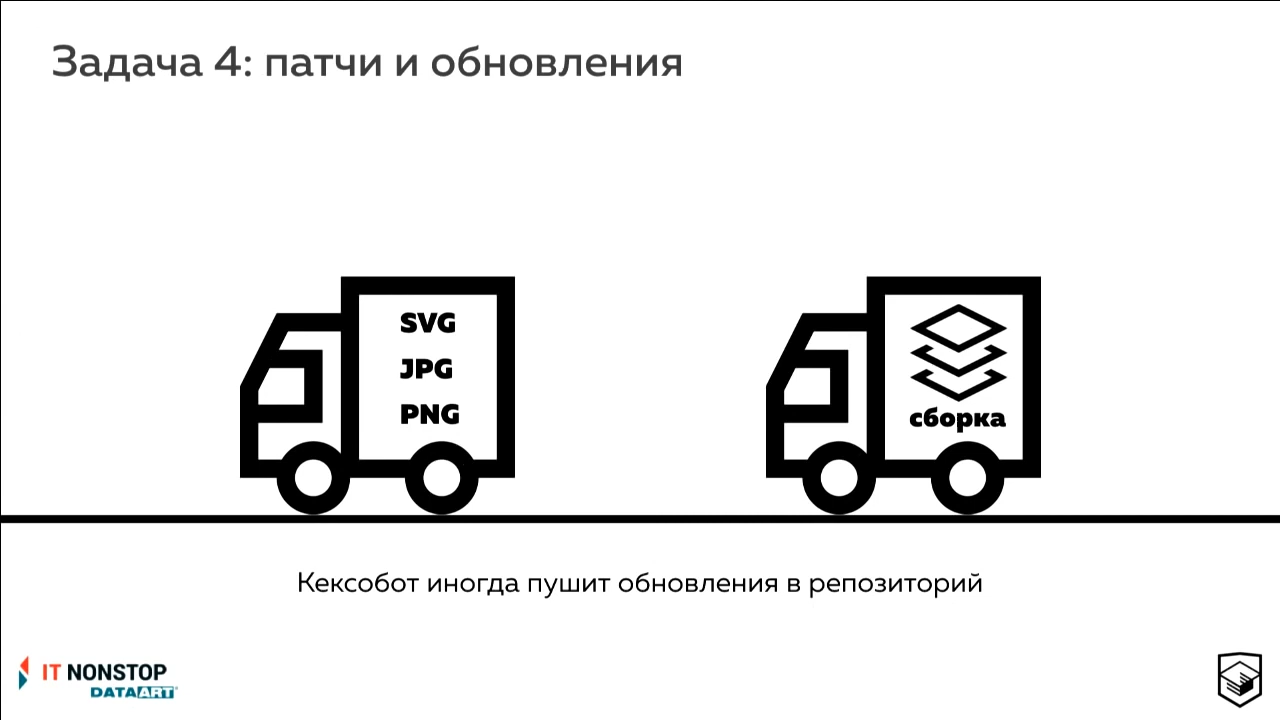 Задача 4: патчи и обновления
SVG
JPG
PNG
сборка
Кексобот иногда пушит обновления в репозиторий
IT NONSTOP
DATAART